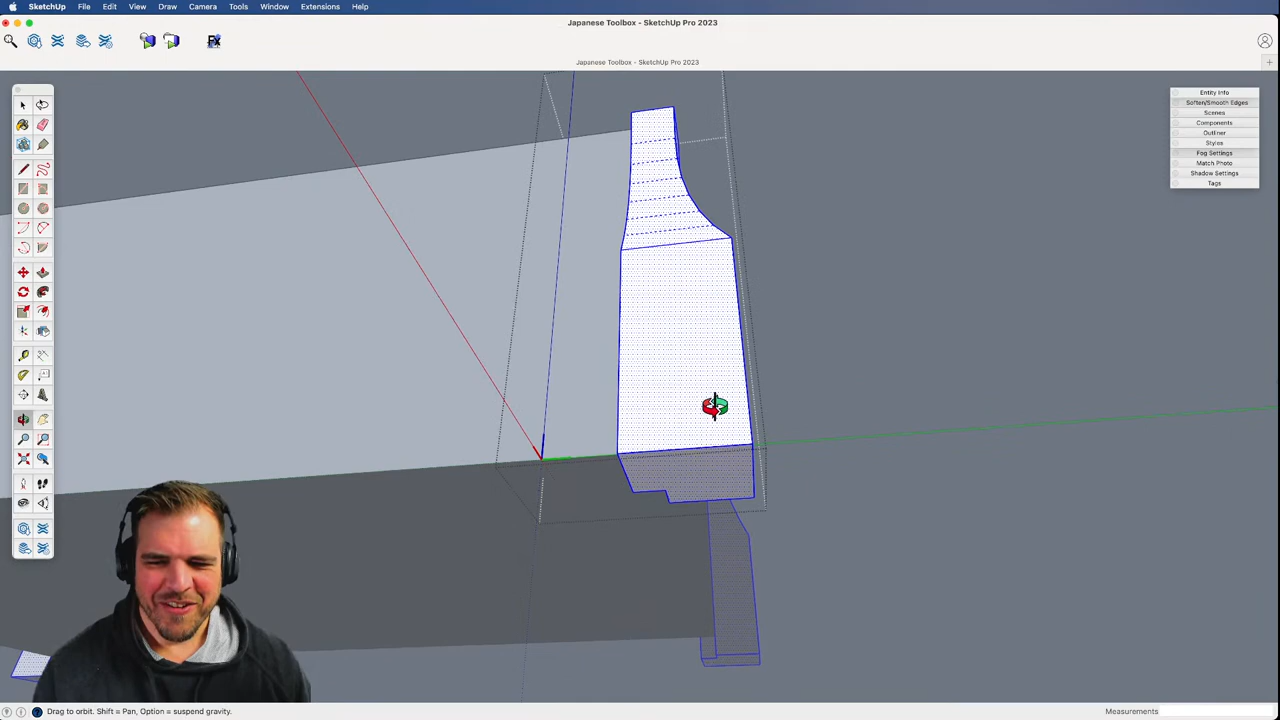 SketchUp File Edit View Draw Camera Tools Window Extensions Help
Japanese Toolbox - SketchUp Pro 2023
Japanese Toolbox - SketchUp Pro 2023
Entity Info
Soften/Smooth Edges
Scenes
Components
Outliner
Styles
Fog Settings
Match Photo
Shadow Settings
Tags
Drag to orbit. Shift = Pan, Option = suspend gravity.
Measurements